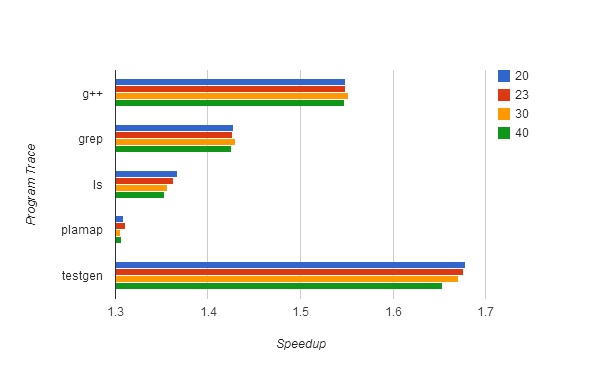 20
23
30
40
g++
grep
ls
plamap
testgen
Program Trace
1.3 1.4 1.5 1.6 1.7
Speedup